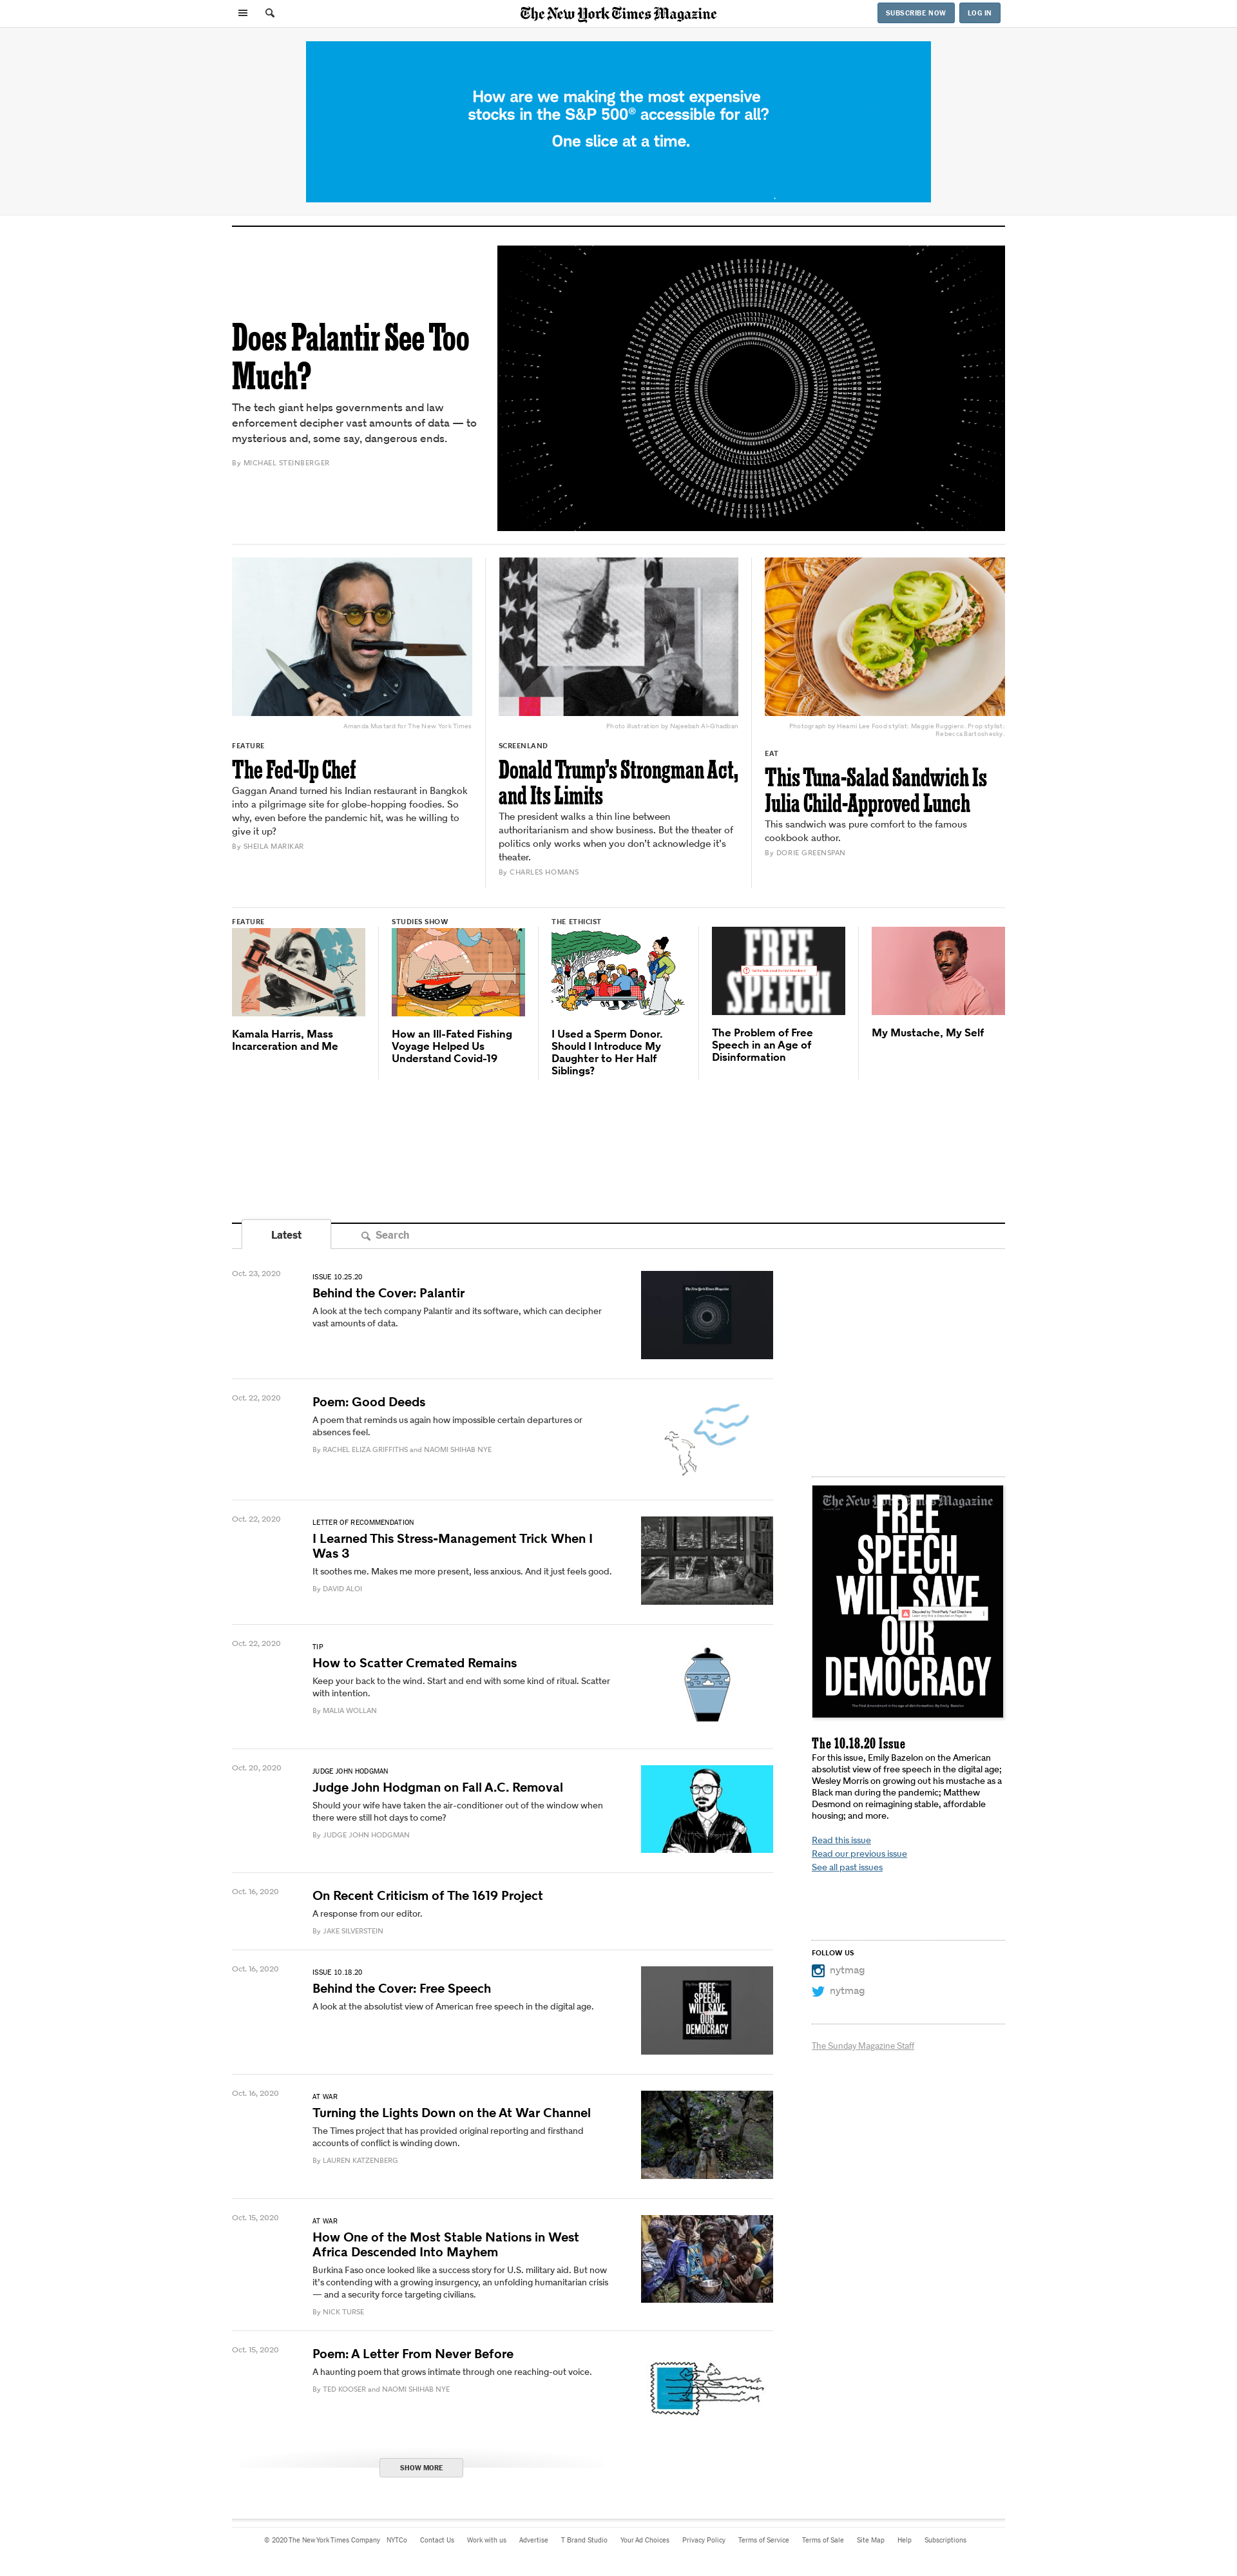 The New York Times Magazine
SUBSCRIBE NOW
LOG IN
How are we making the most expensive
stocks in the S&P 500® accessible for all?
One slice at a time.
Does Palantir See Too
Much?
The tech giant helps governments and law
enforcement decipher vast amounts of data — to
mysterious and, some say, dangerous ends.
By MICHAEL STEINBERGER
Amanda Mustard for The New York Times
FEATURE
The Fed-Up Chef
Gaggan Anand turned his Indian restaurant in Bangkok
into a pilgrimage site for globe-hopping foodies. So
why, even before the pandemic hit, was he willing to
give it up?
By SHEILA MARIKAR
Photo illustration by Najeebah Al-Ghadban
SCREENLAND
Donald Trump's Strongman Act,
and Its Limits
The president walks a thin line between
authoritarianism and show business. But the theater of
politics only works when you don't acknowledge it's
theater.
By CHARLES HOMANS
Photograph by Heami Lee Food stylist: Maggie Ruggiero. Prop stylist:
Rebecca Bartoshesky.
EAT
This Tuna-Salad Sandwich Is
Julia Child-Approved Lunch
This sandwich was pure comfort to the famous
cookbook author.
By DORIE GREENSPAN
FEATURE
Kamala Harris, Mass
Incarceration and Me
STUDIES SHOW
How an Ill-Fated Fishing
Voyage Helped Us
Understand Covid-19
THE ETHICIST
I Used a Sperm Donor.
Should I Introduce My
Daughter to Her Half
Siblings?
FREE
SPEECH
The Problem of Free
Speech in an Age of
Disinformation
My Mustache, My Self
Latest
Search
Oct. 23, 2020
ISSUE 10.25.20
Behind the Cover: Palantir
A look at the tech company Palantir and its software, which can decipher
vast amounts of data.
The New York Times Magazine
Oct. 22, 2020
Poem: Good Deeds
A poem that reminds us again how impossible certain departures or
absences feel.
By RACHEL ELIZA GRIFFITHS and NAOMI SHIHAB NYE
Oct. 22, 2020
LETTER OF RECOMMENDATION
I Learned This Stress-Management Trick When I
Was 3
It soothes me. Makes me more present, less anxious. And it just feels good.
By DAVID ALOI
Oct. 22, 2020
TIP
How to Scatter Cremated Remains
Keep your back to the wind. Start and end with some kind of ritual. Scatter
with intention.
By MALIA WOLLAN
Oct. 20, 2020
JUDGE JOHN HODGMAN
Judge John Hodgman on Fall A.C. Removal
Should your wife have taken the air-conditioner out of the window when
there were still hot days to come?
By JUDGE JOHN HODGMAN
Oct. 16, 2020
On Recent Criticism of The 1619 Project
A response from our editor.
By JAKE SILVERSTEIN
Oct. 16, 2020
ISSUE 10.18.20
Behind the Cover: Free Speech
A look at the absolutist view of American free speech in the digital age.
FREE
SPEECH
WILL SAVE
OUR
DEMOCRACY
Oct. 16, 2020
AT WAR
Turning the Lights Down on the At War Channel
The Times project that has provided original reporting and firsthand
accounts of conflict is winding down.
By LAUREN KATZENBERG
Oct. 15, 2020
AT WAR
How One of the Most Stable Nations in West
Africa Descended Into Mayhem
Burkina Faso once looked like a success story for U.S. military aid. But now
it's contending with a growing insurgency, an unfolding humanitarian crisis
— and a security force targeting civilians.
By NICK TURSE
Oct. 15, 2020
Poem: A Letter From Never Before
A haunting poem that grows intimate through one reaching-out voice.
By TED KOOSER and NAOMI SHIHAB NYE
SHOW MORE
The New York Times Magazine
FREE
SPEECH
WILL SAVE
OUR
DEMOCRACY
Disputed by Third Party Fact Checkers
The First Amendment in the age of disinformation. By Emily Bazelon
The 10.18.20 Issue
For this issue, Emily Bazelon on the American
absolutist view of free speech in the digital age;
Wesley Morris on growing out his mustache as a
Black man during the pandemic; Matthew
Desmond on reimagining stable, affordable
housing; and more.
Read this issue
Read our previous issue
See all past issues
FOLLOW US
nytmag
nytmag
The Sunday Magazine Staff
© 2020 The New York Times Company
NYTCo
Contact Us
Work with us
Advertise
T Brand Studio
Your Ad Choices
Privacy Policy
Terms of Service
Terms of Sale
Site Map
Help
Subscriptions